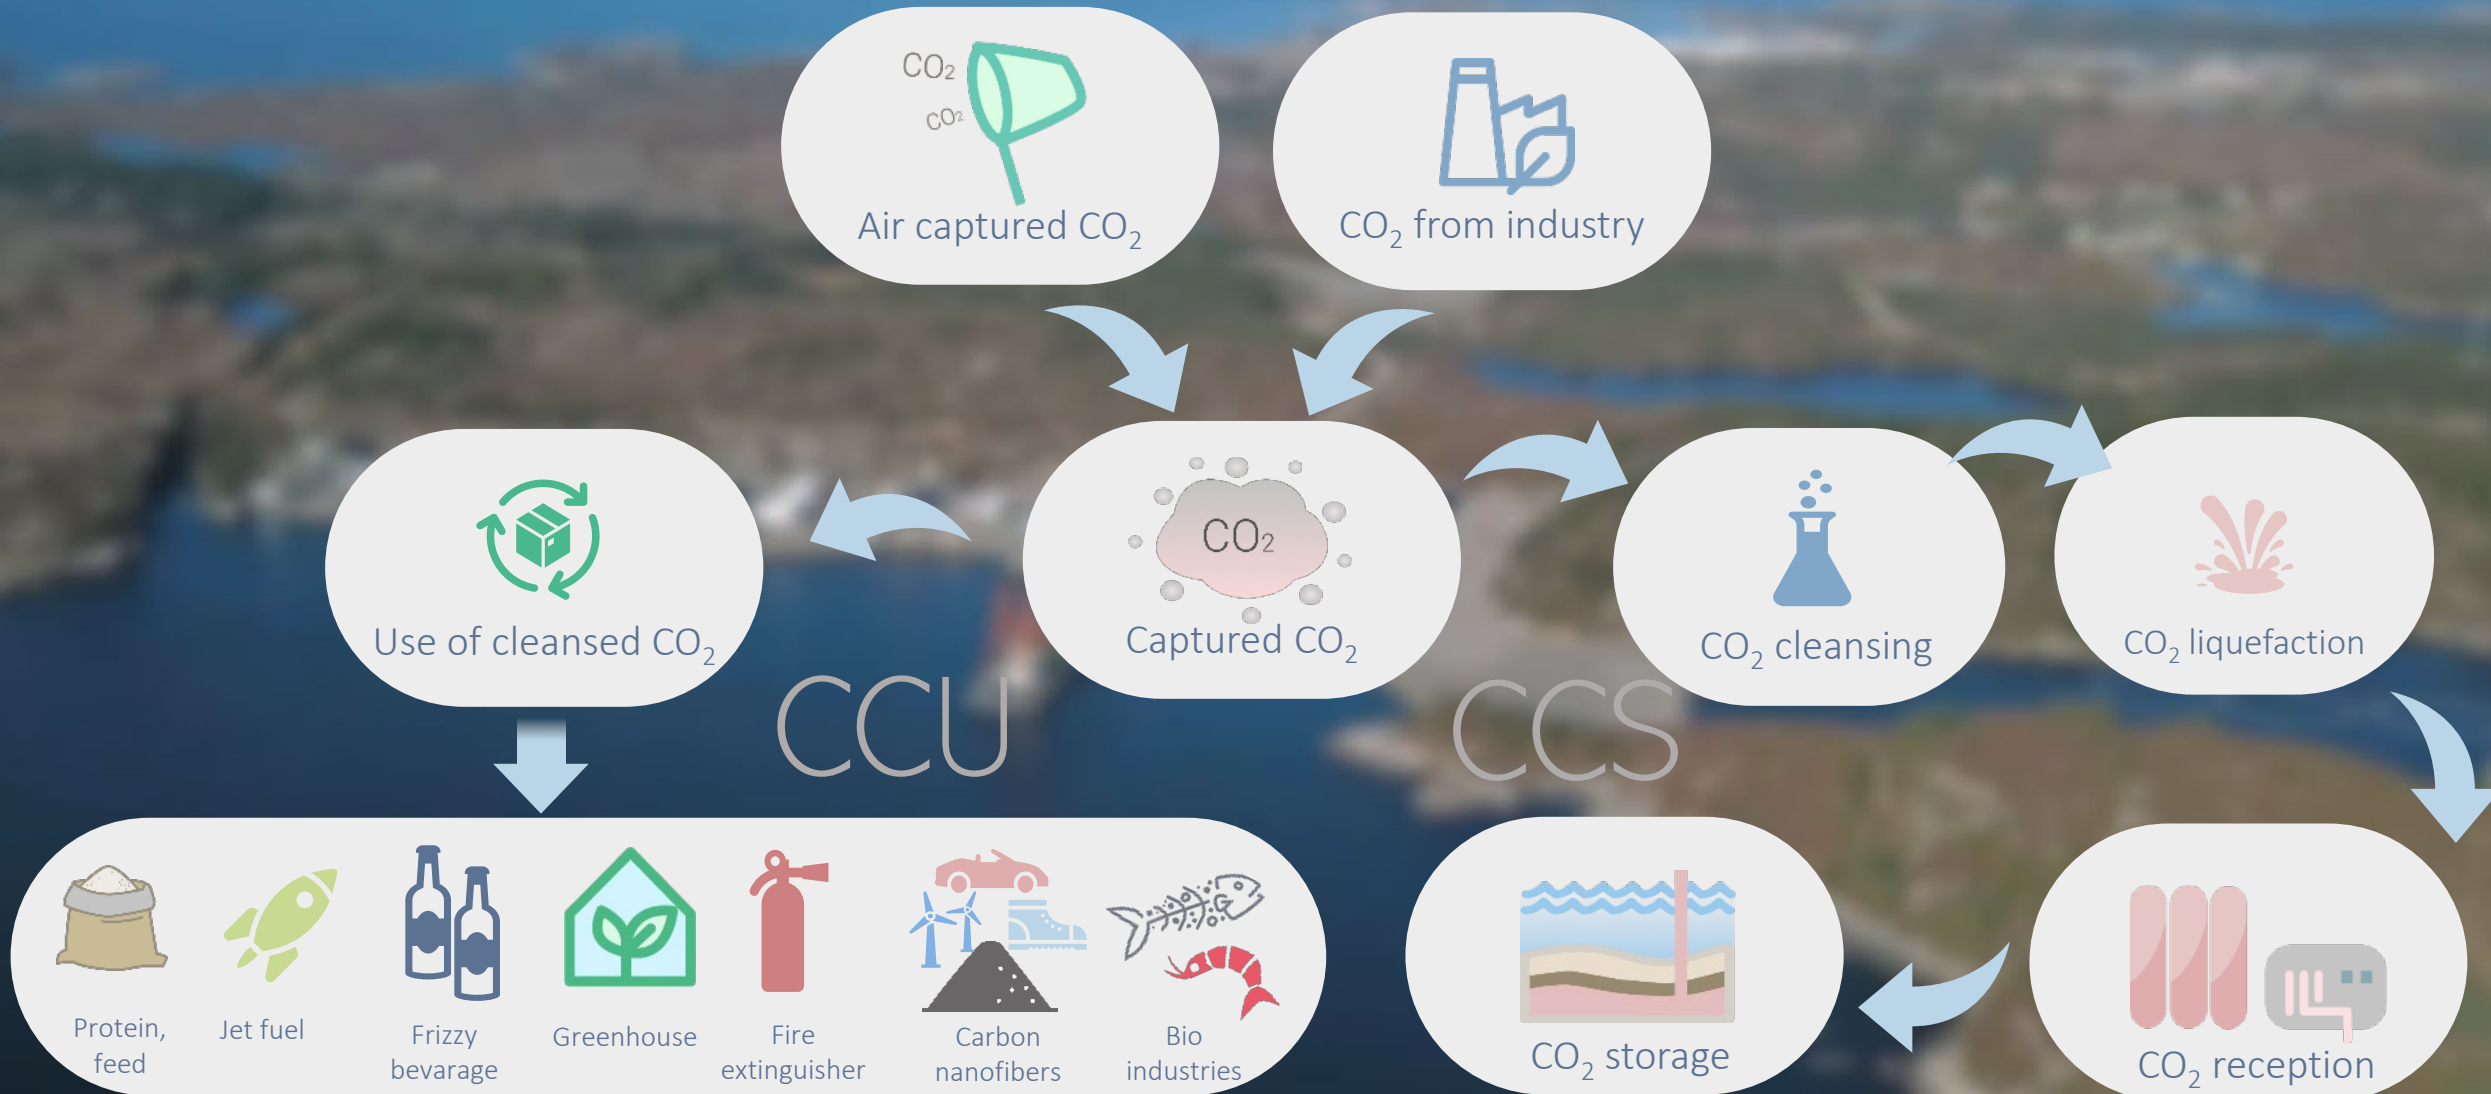 CO₂
CO₂
Air captured CO₂
CO₂ from industry
Use of cleansed CO₂
CO₂
Captured CO₂
CO₂ cleansing
CO₂ liquefaction
CCU
CCS
Protein,
feed
Jet fuel
Frizzy
bevarage
Greenhouse
Fire
extinguisher
Carbon
nanofibers
Bio
industries
CO₂ storage
CO₂ reception